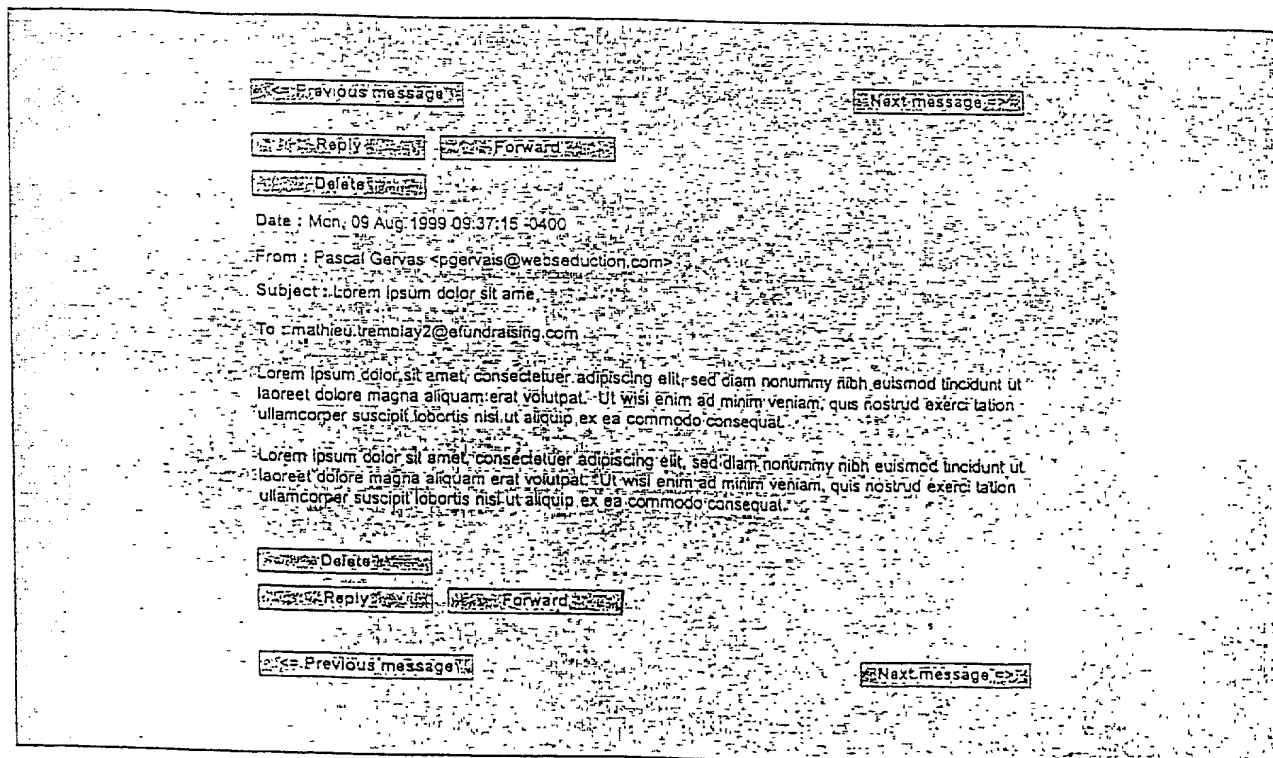 <= Previous message
Next message =>
Reply Forward
Delete
Date : Mon, 09 Aug 1999 09:37:15 -0400
From : Pascal Gervas <pgervais@webseduction.com>
Subject : Lorem ipsum dolor sit ame,
To : mathieu.tremblay2@efundraising.com
Lorem ipsum dolor sit amet, consectetuer adipiscing elit, sed diam nonummy nibh euismod tincidunt ut
laoreet dolore magna aliquam erat volutpat. Ut wisi enim ad minim veniam, quis nostrud exerci tation
ullamcorper suscipit lobortis nisl ut aliquip ex ea commodo consequat.
Lorem ipsum dolor sit amet, consectetuer adipiscing elit, sed diam nonummy nibh euismod tincidunt ut
laoreet dolore magna aliquam erat volutpat. Ut wisi enim ad minim veniam, quis nostrud exerci tation
ullamcorper suscipit lobortis nisl ut aliquip ex ea commodo consequat.
Delete
Reply Forward
<= Previous message
Next message =>